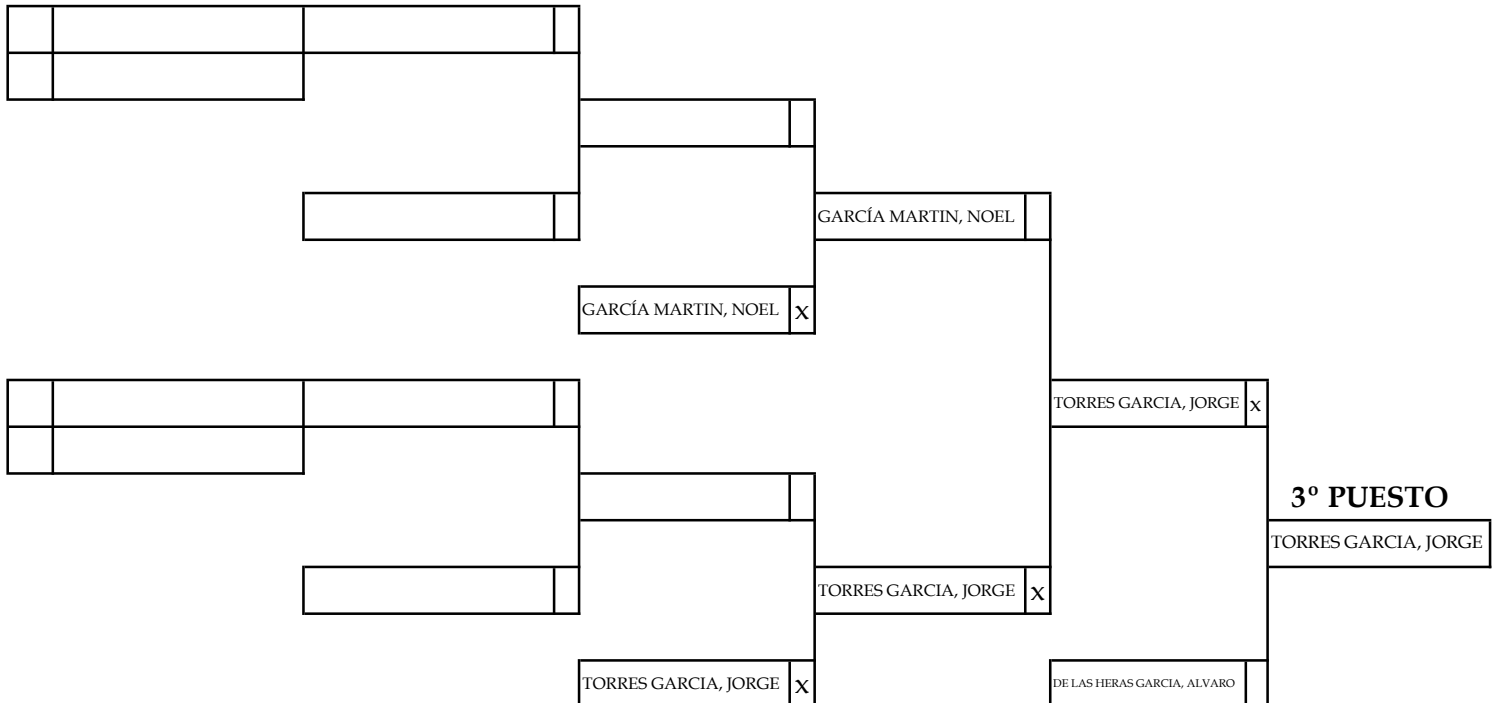 GARCÍA MARTIN, NOEL
GARCÍA MARTIN, NOEL x
TORRES GARCIA, JORGE x
3º PUESTO
TORRES GARCIA, JORGE
TORRES GARCIA, JORGE x
TORRES GARCIA, JORGE x
DE LAS HERAS GARCIA, ALVARO